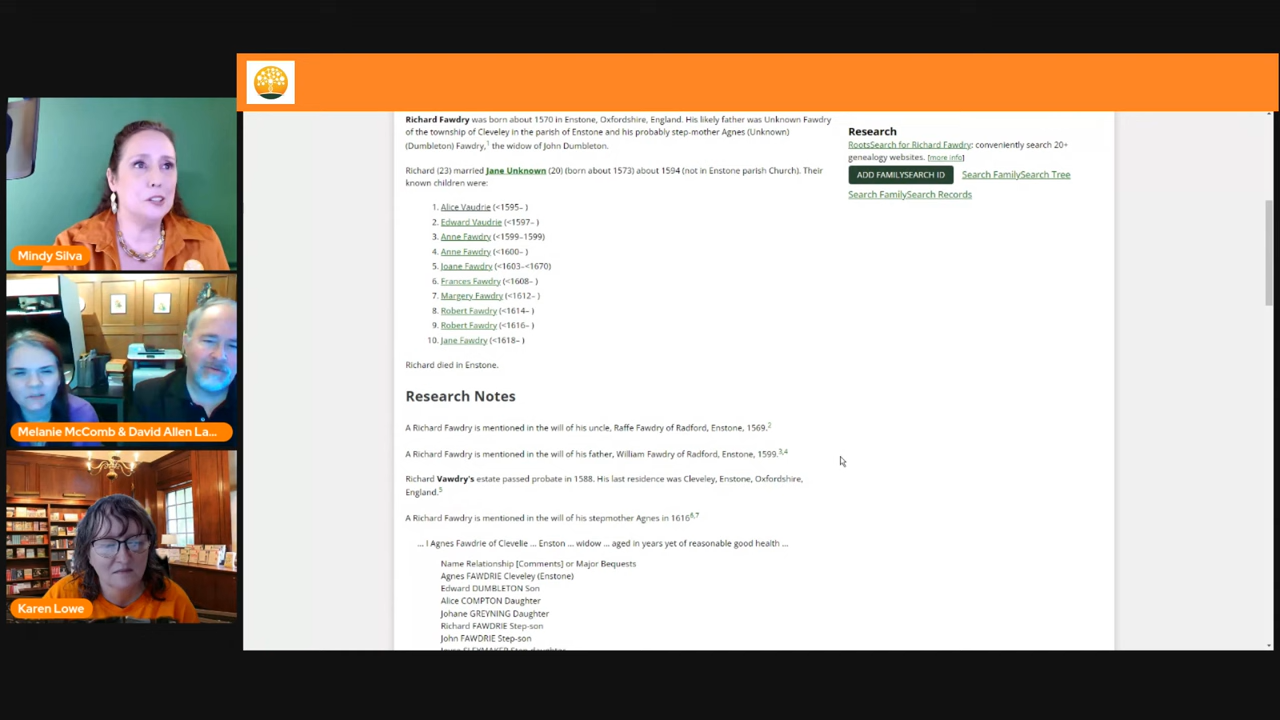 Richard Fawdry was born about 1570 in Enstone, Oxfordshire, England. His likely father was Unknown Fawdry
of the township of Cleveley in the parish of Enstone and his probably step-mother Agnes (Unknown)
(Dumbleton) Fawdry,1 the widow of John Dumbleton.
Richard (23) married Jane Unknown (20) (born about 1573) about 1594 (not in Enstone parish Church). Their
known children were:
1. Alice Vaudrie (<1595– )
2. Edward Vaudrie (<1597– )
3. Anne Fawdry (<1599–1599)
4. Anne Fawdry (<1600– )
5. Joane Fawdry (<1603–<1670)
6. Frances Fawdry (<1608– )
7. Margery Fawdry (<1612– )
8. Robert Fawdry (<1614– )
9. Robert Fawdry (<1616– )
10. Jane Fawdry (<1618– )
Richard died in Enstone.
Research Notes
A Richard Fawdry is mentioned in the will of his uncle, Raffe Fawdry of Radford, Enstone, 1569.2
A Richard Fawdry is mentioned in the will of his father, William Fawdry of Radford, Enstone, 1599.3,4
Richard Vawdry's estate passed probate in 1588. His last residence was Cleveley, Enstone, Oxfordshire,
England.5
A Richard Fawdry is mentioned in the will of his stepmother Agnes in 16166,7
... I Agnes Fawdrie of Clevelie ... Enston ... widow ... aged in years yet of reasonable good health ...
Name Relationship [Comments] or Major Bequests
Agnes FAWDRIE Cleveley (Enstone)
Edward DUMBLETON Son
Alice COMPTON Daughter
Johane GREYNING Daughter
Richard FAWDRIE Step-son
John FAWDRIE Step-son
Research
RootsSearch for Richard Fawdry: conveniently search 20+
genealogy websites. [more info]
ADD FAMILYSEARCH ID Search FamilySearch Tree
Search FamilySearch Records
Mindy Silva
Melanie McComb & David Allen La...
Karen Lowe